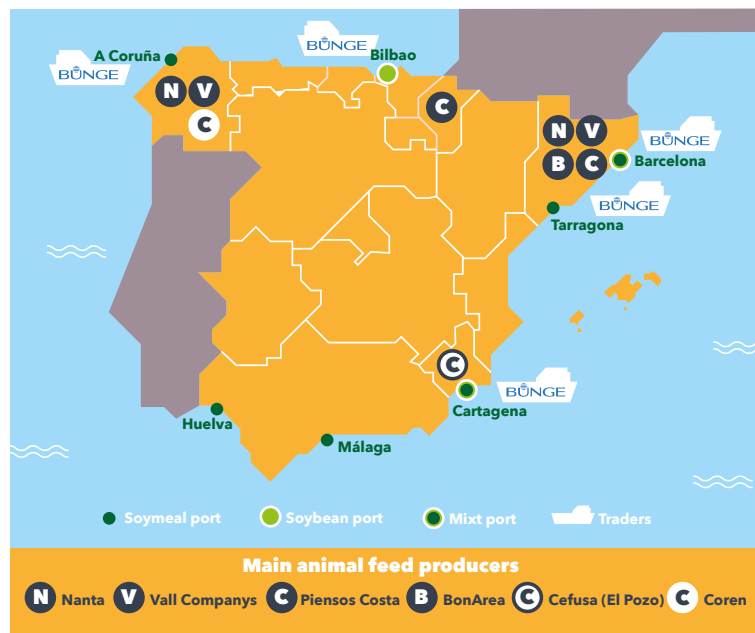 BUNGE
Bilbao
A Coruña
BUNGE
N V
C
C
N V
B C
BUNGE
Barcelona
BUNGE
Tarragona
C
BUNGE
Cartagena
Huelva
Málaga
Soymeal port
Soybean port
Mixt port
Traders
Main animal feed producers
N Nanta V Vall Companys C Piensos Costa B BonArea C Cefusa (El Pozo) C Coren